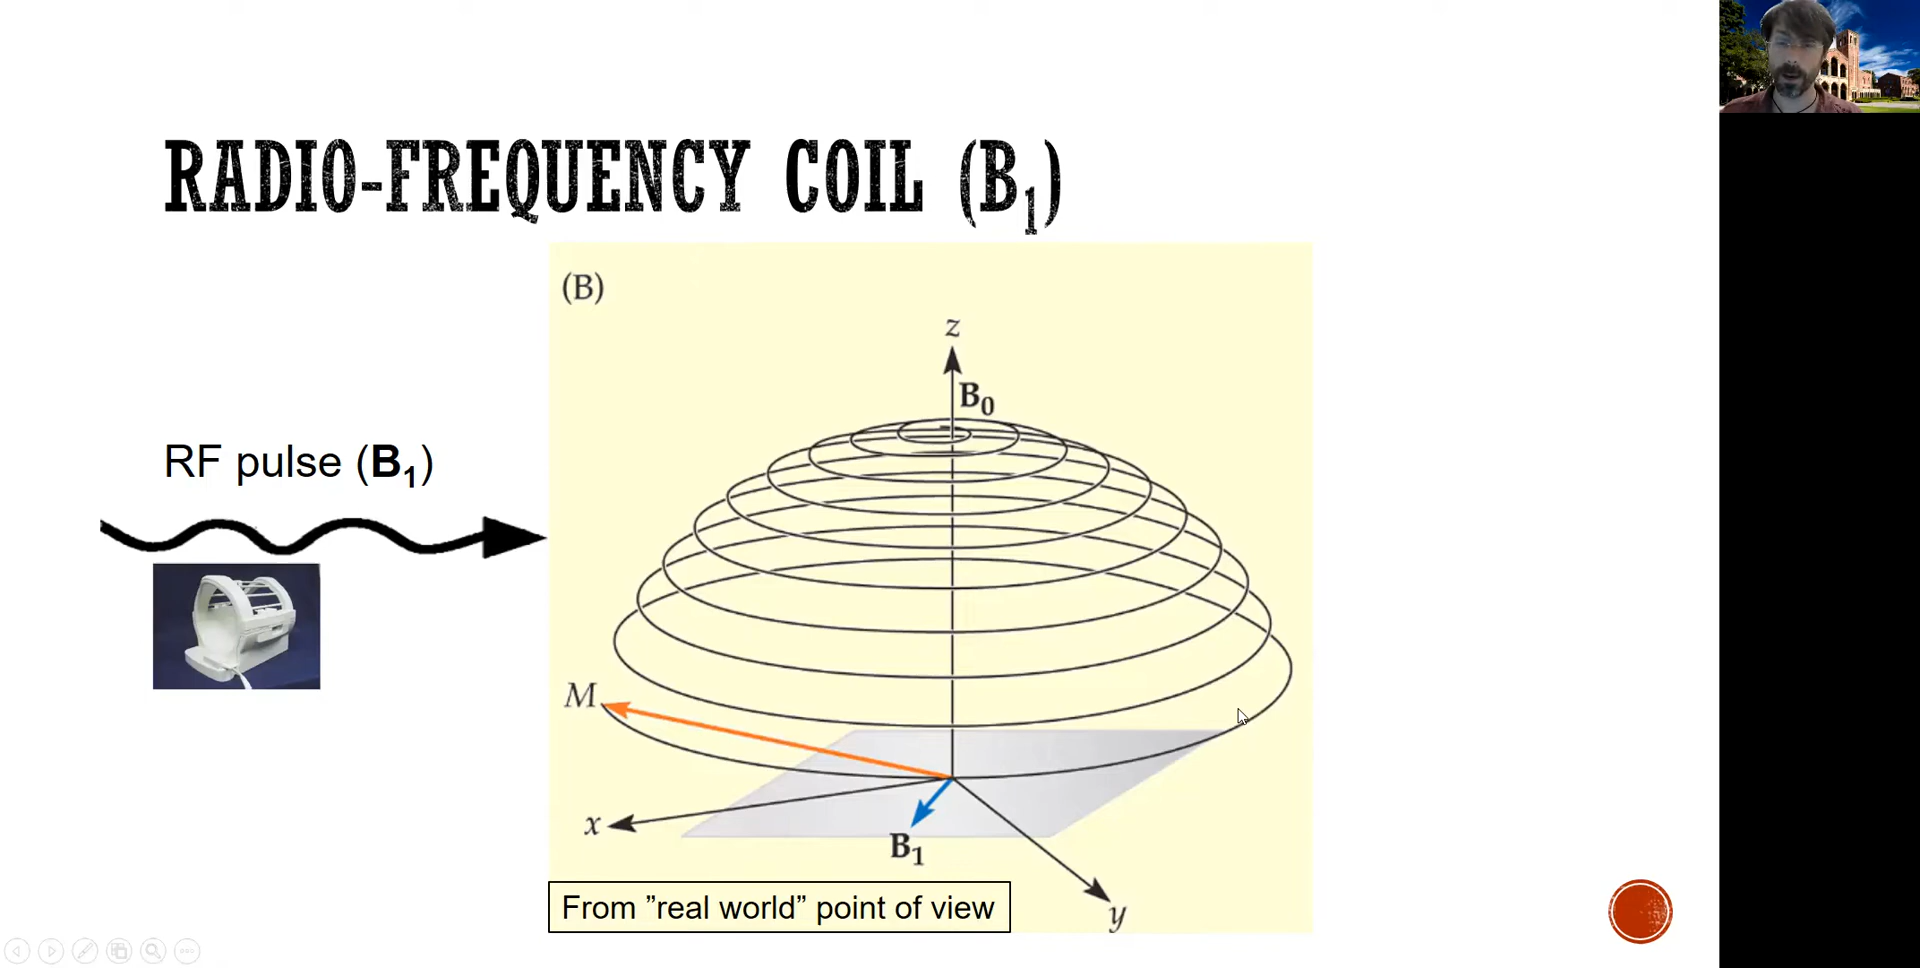 RADIO-FREQUENCY COIL (B1)
(B)
z
B0
RF pulse (B1)
M
x
B1
y
From ”real world” point of view